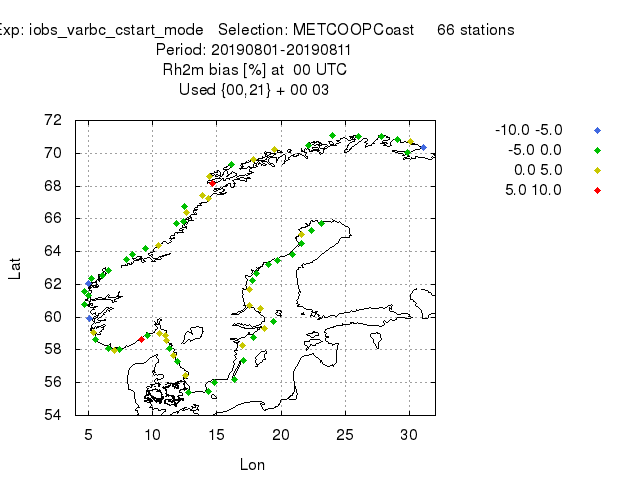 Exp: iobs_varbc_cstart_mode Selection: METCOOPCoast 66 stations
Period: 20190801-20190811
Rh2m bias [%] at 00 UTC
Used {00,21} + 00 03
-10.0 -5.0
-5.0 0.0
0.0 5.0
5.0 10.0
72
70
68
66
64
62
60
58
56
54
Lat
5 10 15 20 25 30
Lon